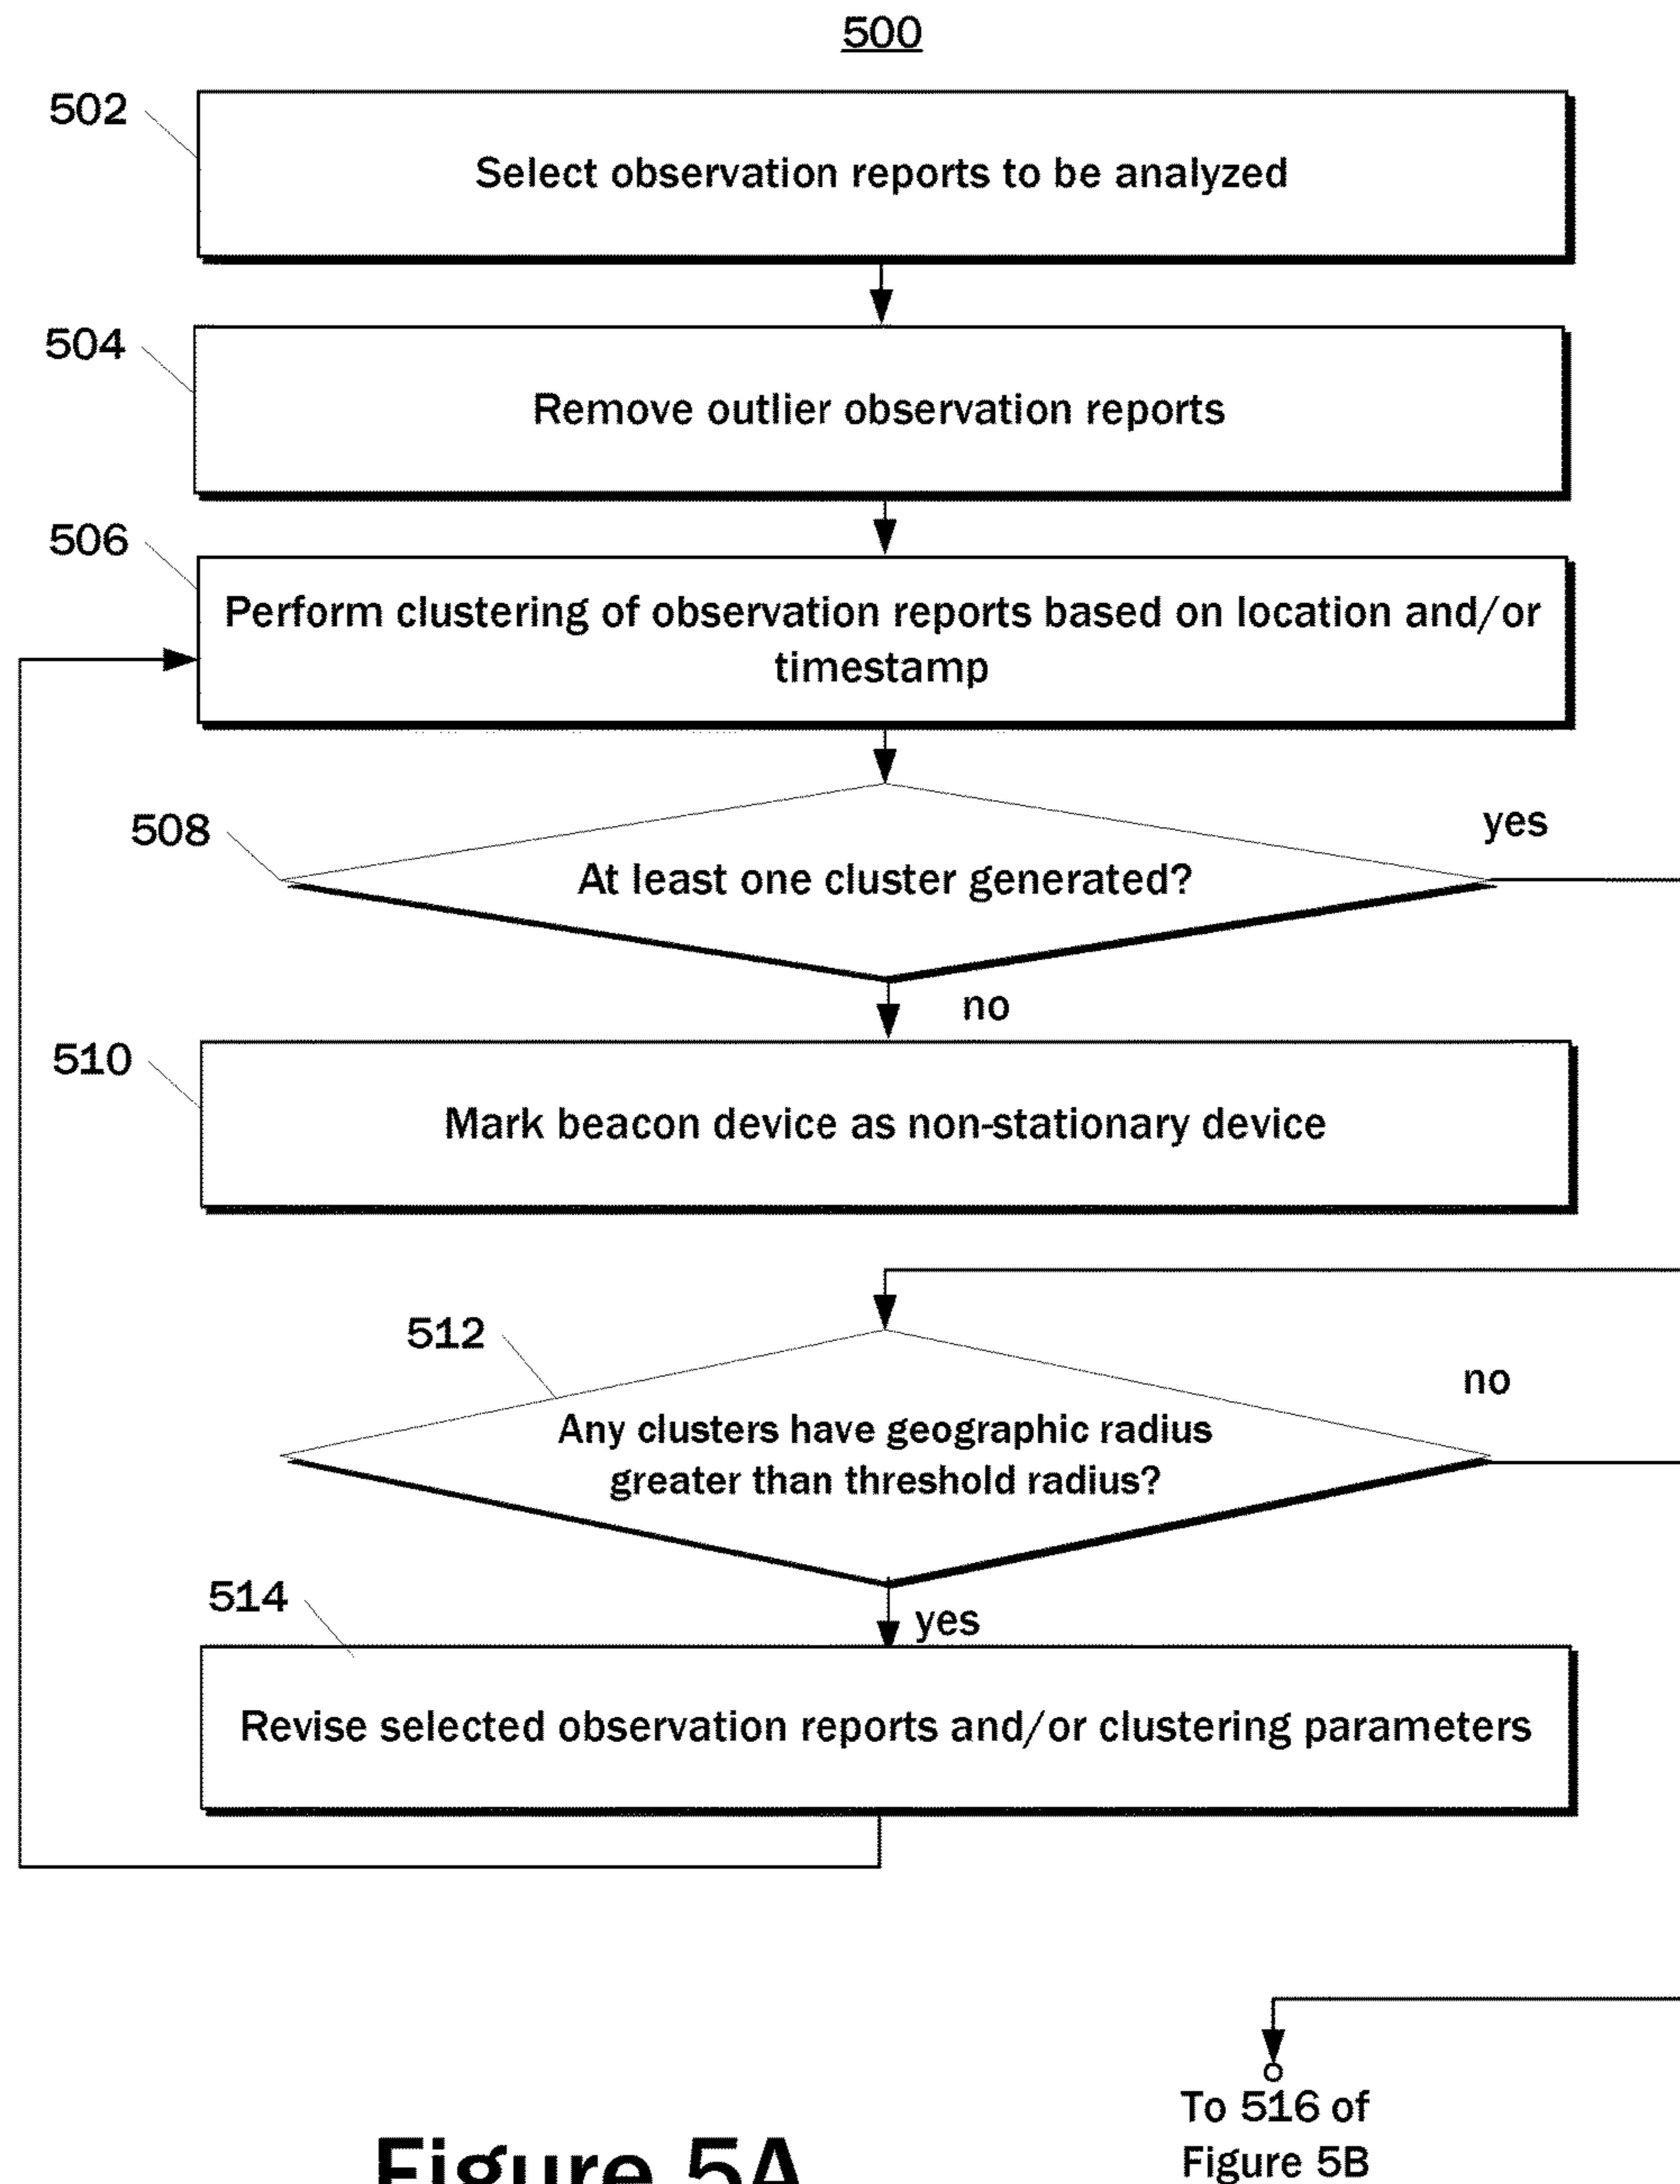 500
502
Select observation reports to be analyzed
504
Remove outlier observation reports
506
Perform clustering of observation reports based on location and/or
timestamp
508
yes
At least one cluster generated?
no
510
Mark beacon device as non-stationary device
512
no
Any clusters have geographic radius
greater than threshold radius?
514
yes
Revise selected observation reports and/or clustering parameters
To 516 of
Figure 5B
Figure 5A